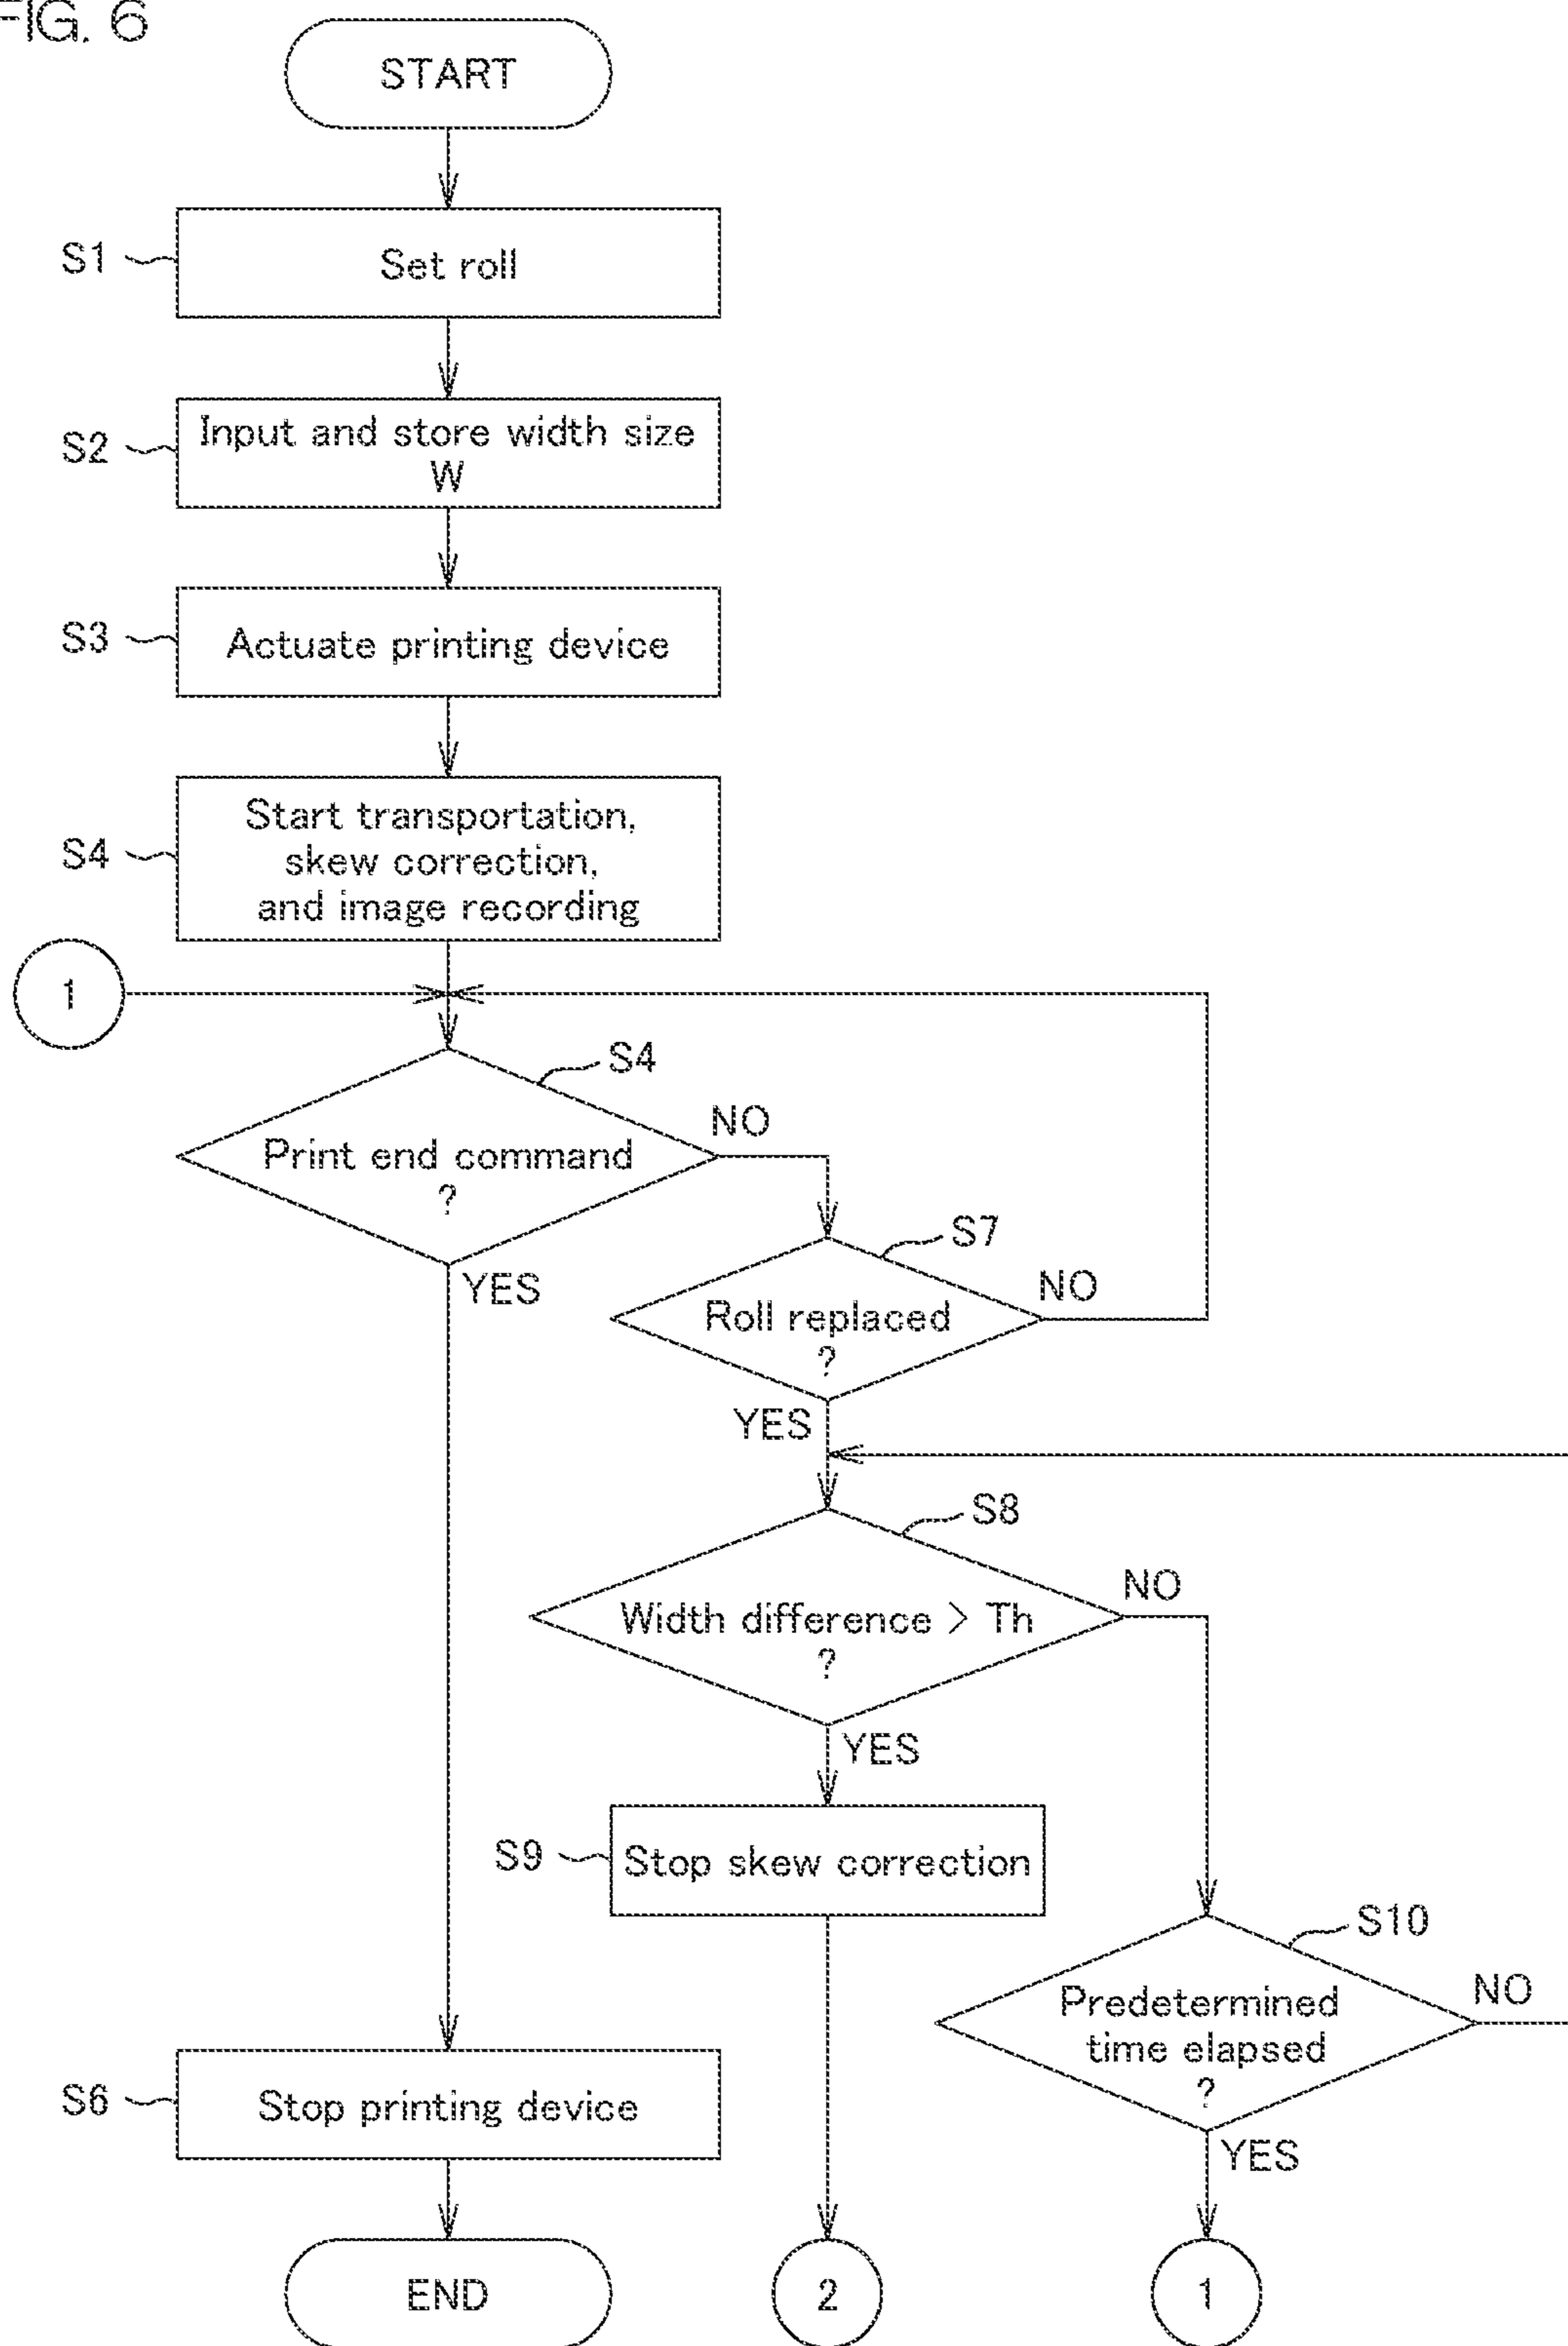 FIG. 6
START
S1
Set roll
S2
Input and store width size
W
S3
Actuate printing device
S4
Start transportation,
skew correction,
and image recording
1
S4
Print end command
?
NO
YES
S7
Roll replaced
?
NO
YES
S8
Width difference > Th
?
NO
YES
S9
Stop skew correction
S10
Predetermined
time elapsed
?
NO
YES
S6
Stop printing device
END
2
1